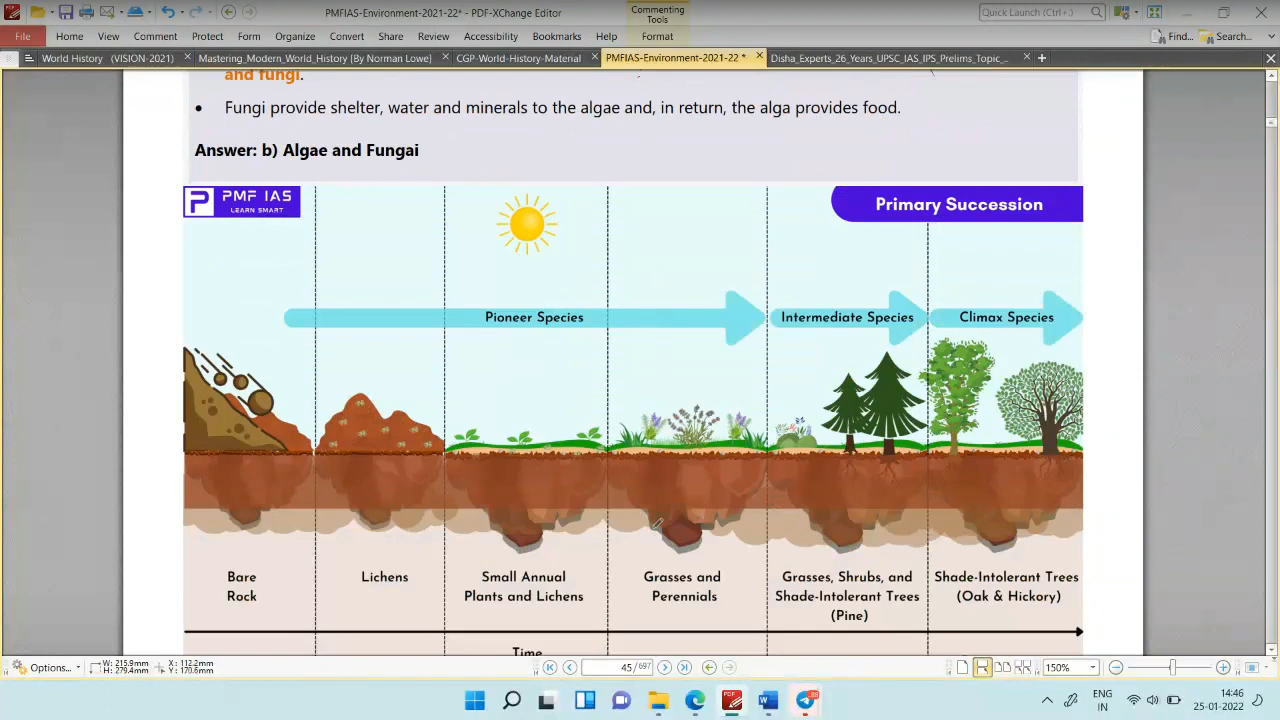 PMFIAS-Environment-2021-22* - PDF-XChange Editor
Commenting
Tools
Quick Launch (Ctrl+.)
File Home View Comment Protect Form Organize Convert Share Review Accessibility Bookmarks Help Format
Find... Search...
World History (VISION-2021)
Mastering_Modern_World_History [By Norman Lowe]
CGP-World-History-Material
PMFIAS-Environment-2021-22 *
Disha_Experts_26_Years_UPSC_IAS_IPS_Prelims_Topic_...
and fungi.
• Fungi provide shelter, water and minerals to the algae and, in return, the alga provides food.
Answer: b) Algae and Fungai
PMF IAS
LEARN SMART
Primary Succession
Pioneer Species
Intermediate Species
Climax Species
Bare
Rock
Lichens
Small Annual
Plants and Lichens
Grasses and
Perennials
Grasses, Shrubs, and
Shade-Intolerant Trees
(Pine)
Shade-Intolerant Trees
(Oak & Hickory)
Time
Options...
W: 215.9mm
H: 279.4mm
X: 112.2mm
Y: 170.6mm
45 / 697
150%
ENG
IN
14:46
25-01-2022